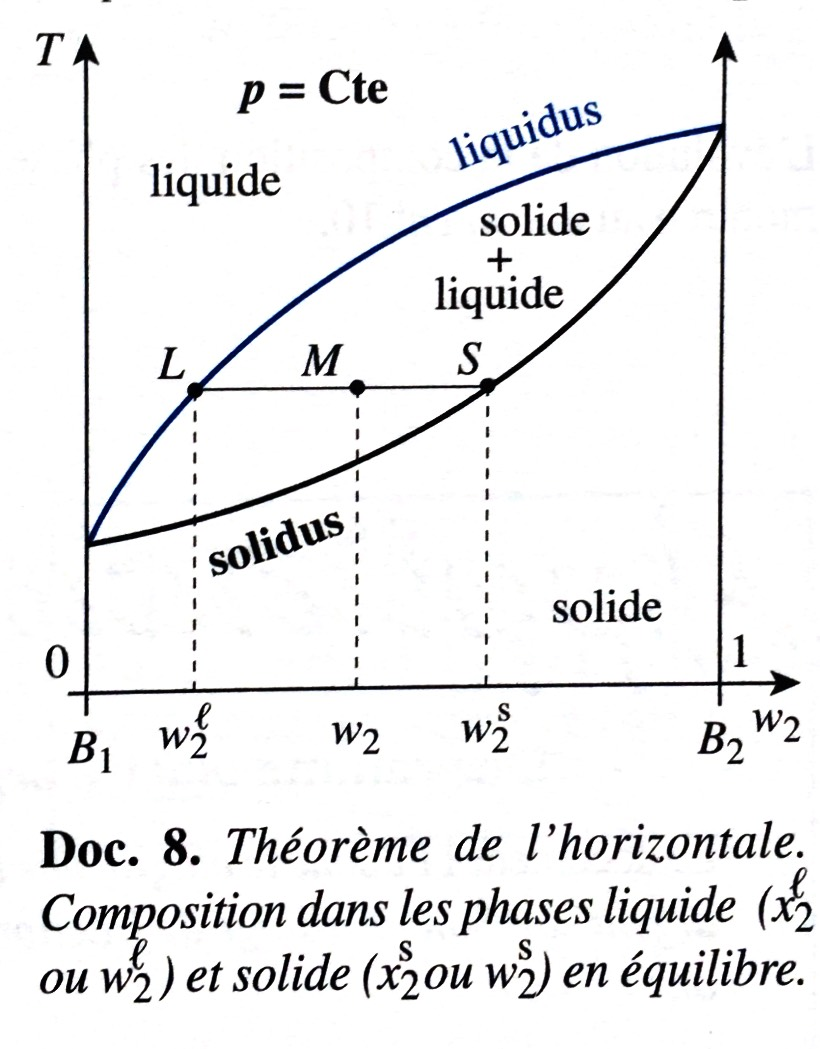 T
p = Cte
liquidus
liquide
solide
+
liquide
L M S
solidus
solide
0 1
B₁ w₂ˡ w₂ w₂ˢ B₂ w₂
Doc. 8. Théorème de l'horizontale.
Composition dans les phases liquide (x₂ˡ
ou w₂ˡ) et solide (x₂ˢ ou w₂ˢ) en équilibre.